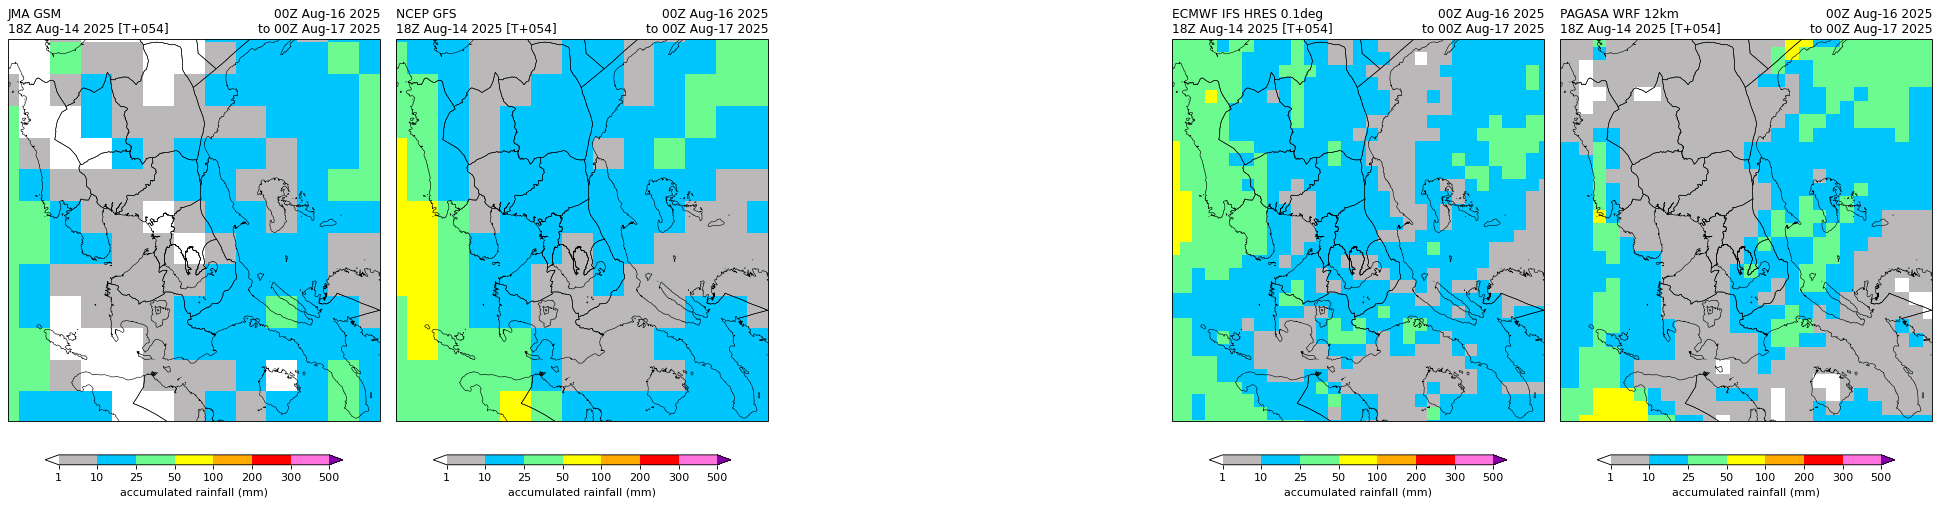 JMA GSM 00Z Aug-16 2025
18Z Aug-14 2025 [T+054] to 00Z Aug-17 2025
1 10 25 50 100 200 300 500
accumulated rainfall (mm)
NCEP GFS 00Z Aug-16 2025
18Z Aug-14 2025 [T+054] to 00Z Aug-17 2025
1 10 25 50 100 200 300 500
accumulated rainfall (mm)
ECMWF IFS HRES 0.1deg 00Z Aug-16 2025
18Z Aug-14 2025 [T+054] to 00Z Aug-17 2025
1 10 25 50 100 200 300 500
accumulated rainfall (mm)
PAGASA WRF 12km 00Z Aug-16 2025
18Z Aug-14 2025 [T+054] to 00Z Aug-17 2025
1 10 25 50 100 200 300 500
accumulated rainfall (mm)